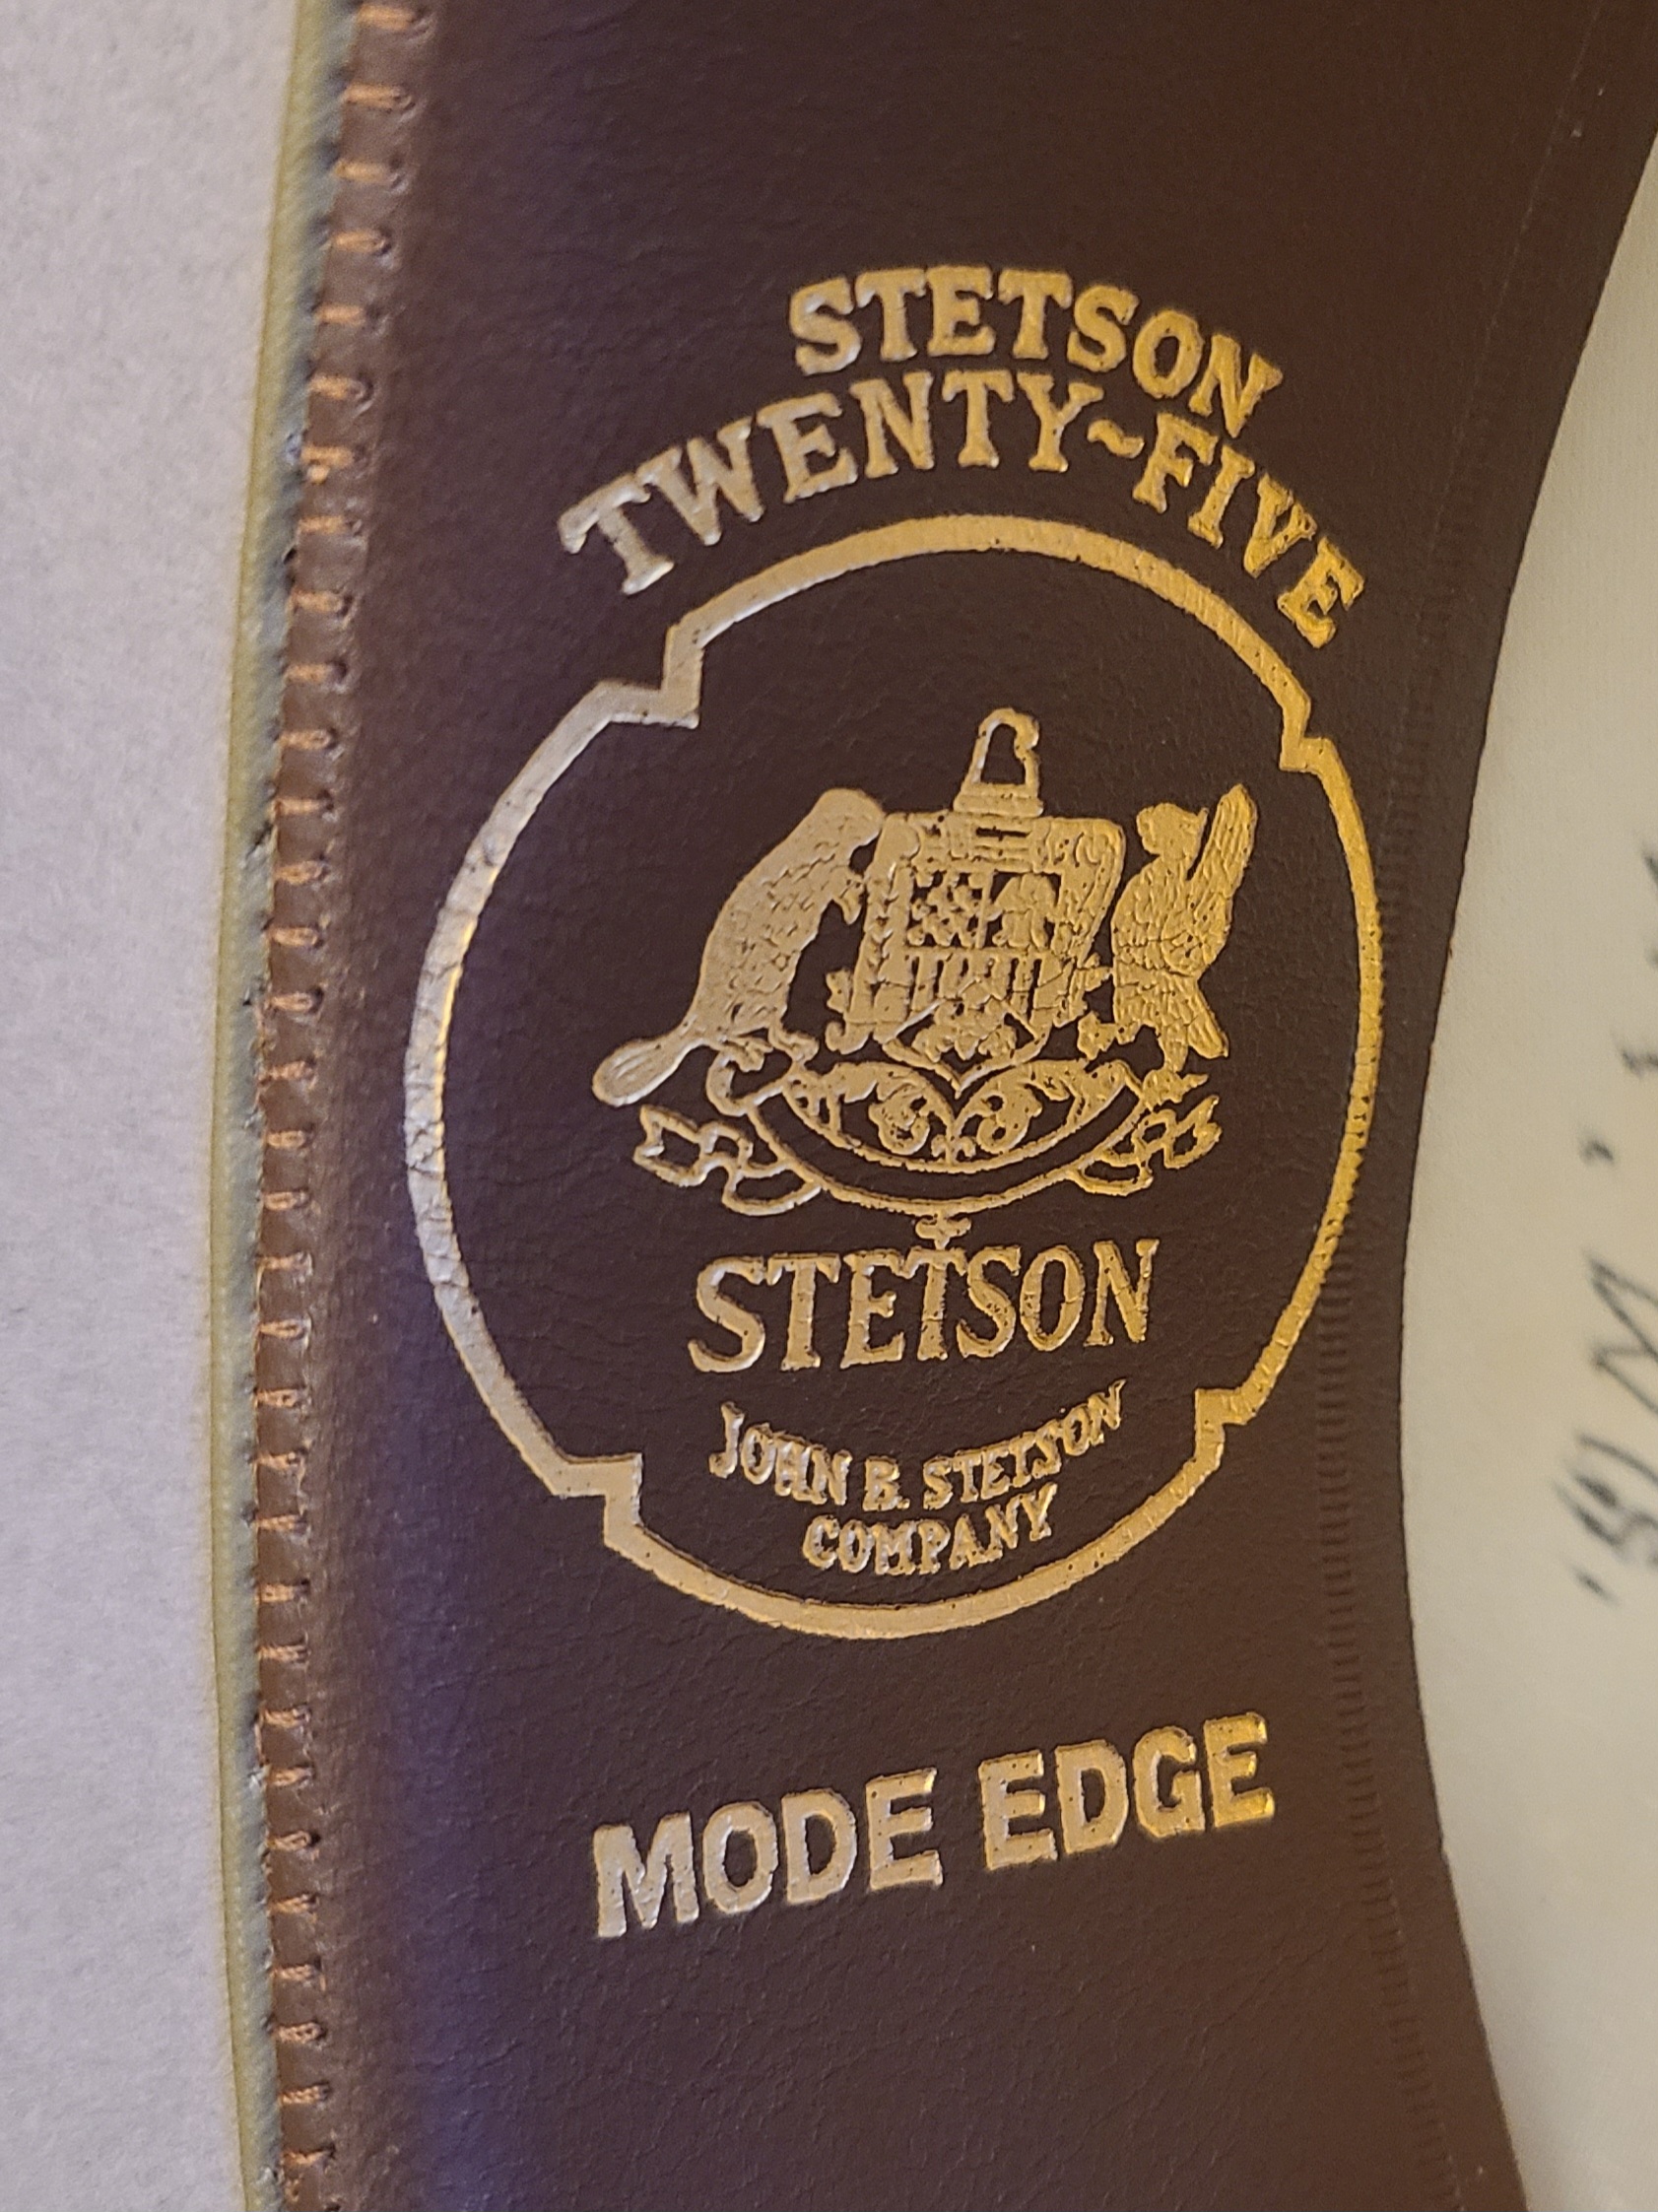 STETSON
TWENTY~FIVE
STETSON
JOHN B. STETSON
COMPANY
MODE EDGE